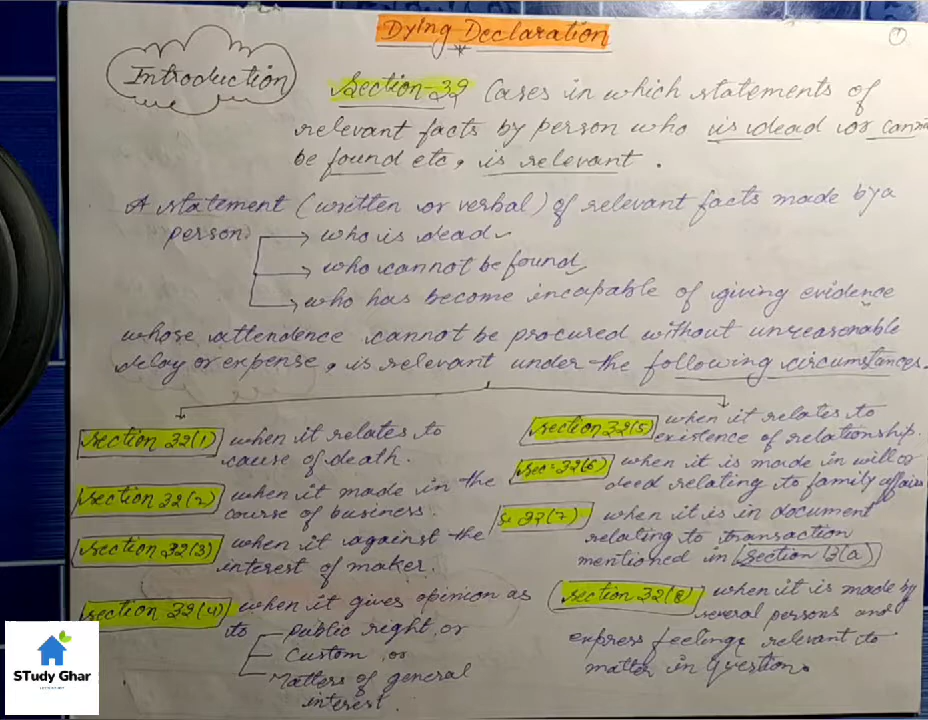 Dying Declaration
①
Introduction
Section-32 Cases in which statements of
relevant facts by person who is dead or cann
be found etc, is relevant.
A statement (written or verbal) of relevant facts made by a
person
who is dead
who cannot be found,
who has become incapable of giving evidence
whose attendence cannot be procured without unreasonable
delay or expense, is relevant under the following circumstances.
Section 32(1) when it relates to
cause of death.
Section 32(2) when it made in the
course of business.
Section 32(3) when it against the
interest of maker.
Section 32(4) when it gives opinion as
to
Public right, or
Custom, or
Matters of general
interest.
Section 32(5) when it relates to
existence of relationship.
Sec-32(6) when it is made in will or
deed relating to family affairs
S. 32(7) when it is in document
relating to transaction
mentioned in Section 13(a)
Section 32(8) when it is made by
several persons and
express feelings relevant to
matter in question.
STudy Ghar